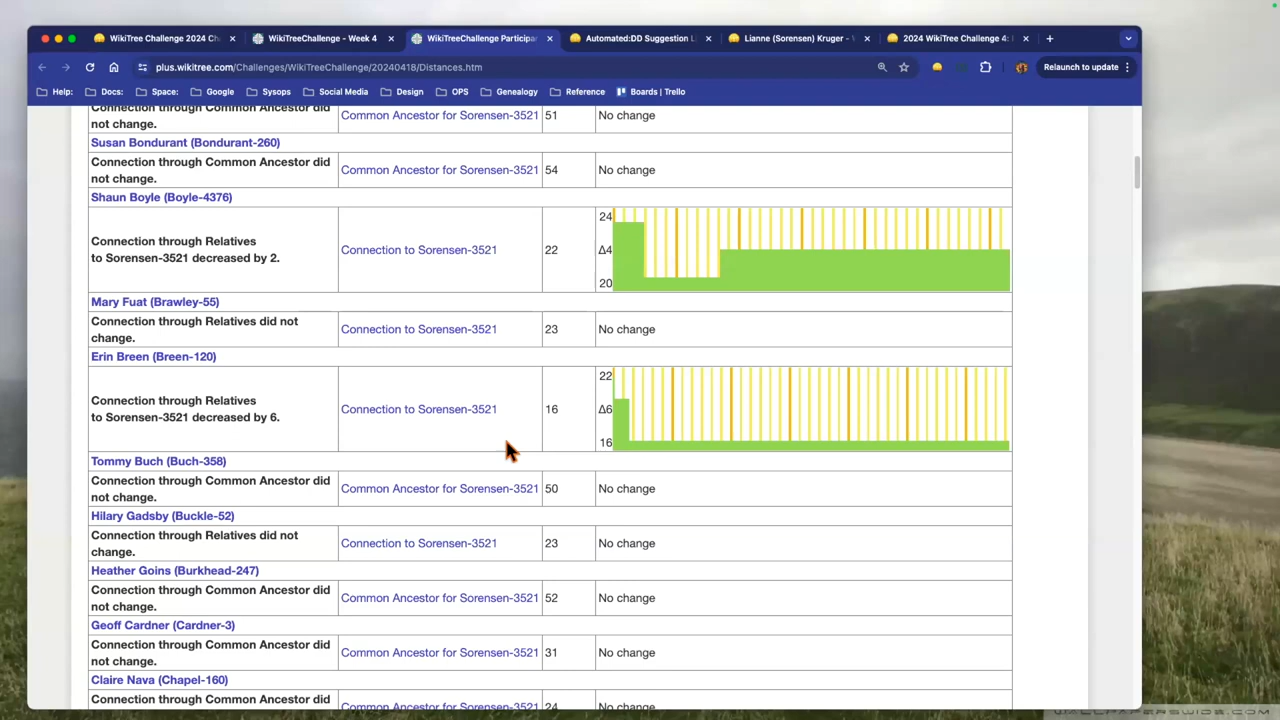 WikiTree Challenge 2024 Ch
WikiTreeChallenge - Week 4
WikiTreeChallenge Participa
Automated:DD Suggestion Li
Lianne (Sorensen) Kruger - W
2024 WikiTree Challenge 4:
plus.wikitree.com/Challenges/WikiTreeChallenge/20240418/Distances.htm
Relaunch to update
Help:
Docs:
Space:
Google
Sysops
Social Media
Design
OPS
Genealogy
Reference
Boards | Trello
Connection through Common Ancestor did
not change.
Common Ancestor for Sorensen-3521
51
No change
Susan Bondurant (Bondurant-260)
Connection through Common Ancestor did
not change.
Common Ancestor for Sorensen-3521
54
No change
Shaun Boyle (Boyle-4376)
Connection through Relatives
to Sorensen-3521 decreased by 2.
Connection to Sorensen-3521
22
24
Δ4
20
Mary Fuat (Brawley-55)
Connection through Relatives did not
change.
Connection to Sorensen-3521
23
No change
Erin Breen (Breen-120)
Connection through Relatives
to Sorensen-3521 decreased by 6.
Connection to Sorensen-3521
16
22
Δ6
16
Tommy Buch (Buch-358)
Connection through Common Ancestor did
not change.
Common Ancestor for Sorensen-3521
50
No change
Hilary Gadsby (Buckle-52)
Connection through Relatives did not
change.
Connection to Sorensen-3521
23
No change
Heather Goins (Burkhead-247)
Connection through Common Ancestor did
not change.
Common Ancestor for Sorensen-3521
52
No change
Geoff Cardner (Cardner-3)
Connection through Common Ancestor did
not change.
Common Ancestor for Sorensen-3521
31
No change
Claire Nava (Chapel-160)
Connection through Common Ancestor did
Common Ancestor for Sorensen-3521
24
No change